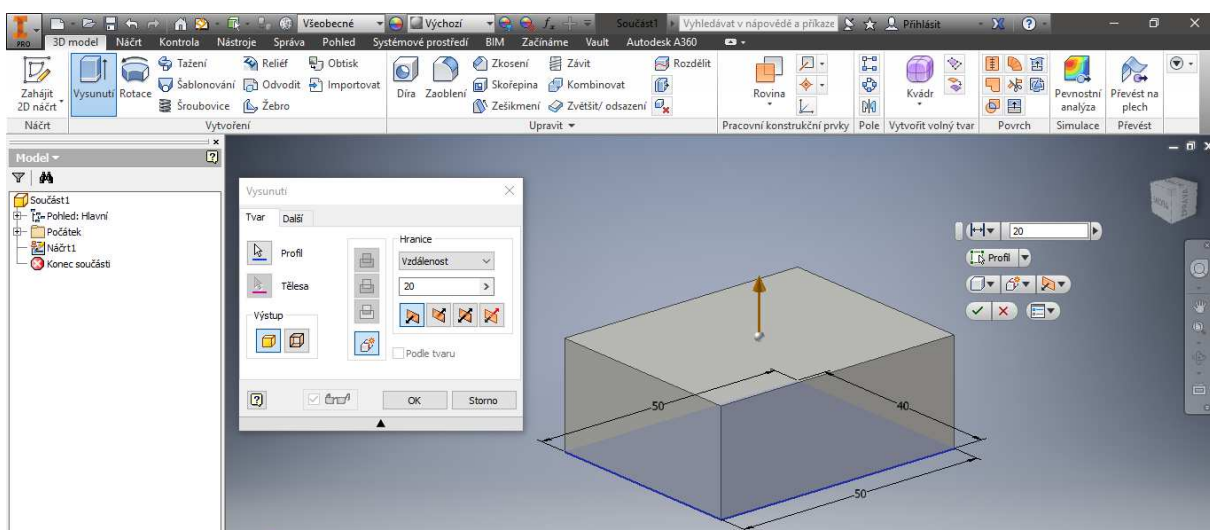 Všeobecné Výchozí fx Součást1 Vyhledávat v nápovědě a příkaze Přihlásit
PRO 3D model Náčrt Kontrola Nástroje Správa Pohled Systémové prostředí BIM Začínáme Vault Autodesk A360
Zahájit 2D náčrt
Náčrt
Vysunutí Rotace
Tažení Reliéf Obtisk
Šablonování Odvodit Importovat
Šroubovice Žebro
Vytvoření
Díra Zaoblení
Zkosení Závit Rozdělit
Skořepina Kombinovat
Zešikmení Zvětšit/ odsazení
Upravit
Rovina
Pracovní konstrukční prvky
Pole
Kvádr
Vytvořit volný tvar
Povrch
Pevnostní analýza
Simulace
Převést na plech
Převést
Model
Součást1
Pohled: Hlavní
Počátek
Náčrt1
Konec součásti
Vysunutí
Tvar Další
Profil
Tělesa
Výstup
Hranice
Vzdálenost
20
Podle tvaru
OK Storno
20
Profil
50
40
50